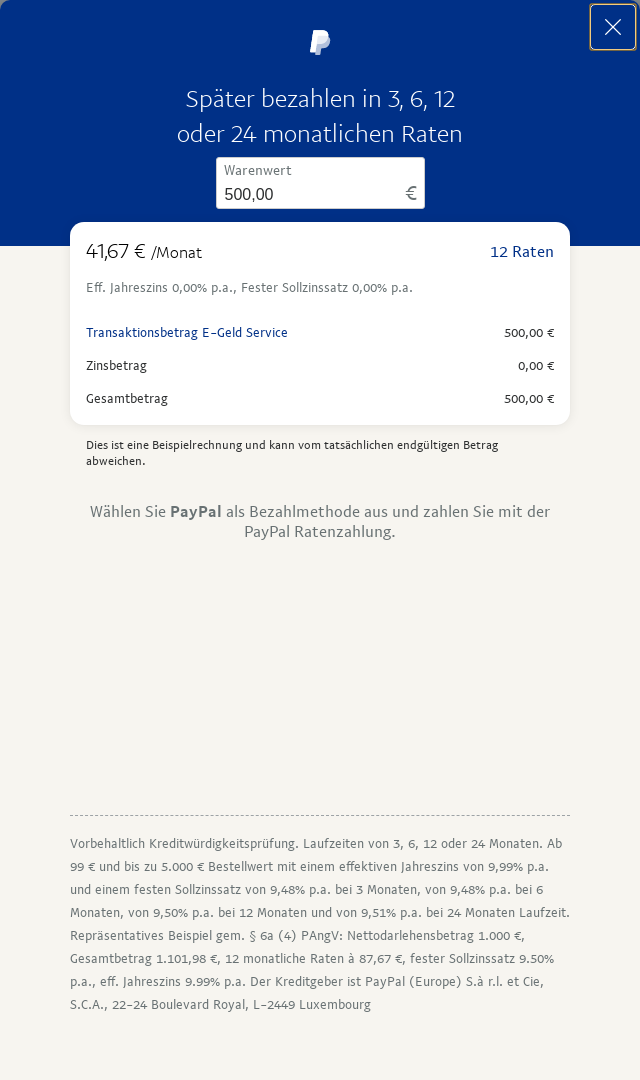 Später bezahlen in 3, 6, 12
oder 24 monatlichen Raten
Warenwert
500,00 €
41,67 € /Monat 12 Raten
Eff. Jahreszins 0,00% p.a., Fester Sollzinssatz 0,00% p.a.
Transaktionsbetrag E-Geld Service 500,00 €
Zinsbetrag 0,00 €
Gesamtbetrag 500,00 €
Dies ist eine Beispielrechnung und kann vom tatsächlichen endgültigen Betrag
abweichen.
Wählen Sie PayPal als Bezahlmethode aus und zahlen Sie mit der
PayPal Ratenzahlung.
Vorbehaltlich Kreditwürdigkeitsprüfung. Laufzeiten von 3, 6, 12 oder 24 Monaten. Ab
99 € und bis zu 5.000 € Bestellwert mit einem effektiven Jahreszins von 9,99% p.a.
und einem festen Sollzinssatz von 9,48% p.a. bei 3 Monaten, von 9,48% p.a. bei 6
Monaten, von 9,50% p.a. bei 12 Monaten und von 9,51% p.a. bei 24 Monaten Laufzeit.
Repräsentatives Beispiel gem. § 6a (4) PAngV: Nettodarlehensbetrag 1.000 €,
Gesamtbetrag 1.101,98 €, 12 monatliche Raten à 87,67 €, fester Sollzinssatz 9.50%
p.a., eff. Jahreszins 9.99% p.a. Der Kreditgeber ist PayPal (Europe) S.à r.l. et Cie,
S.C.A., 22-24 Boulevard Royal, L-2449 Luxembourg